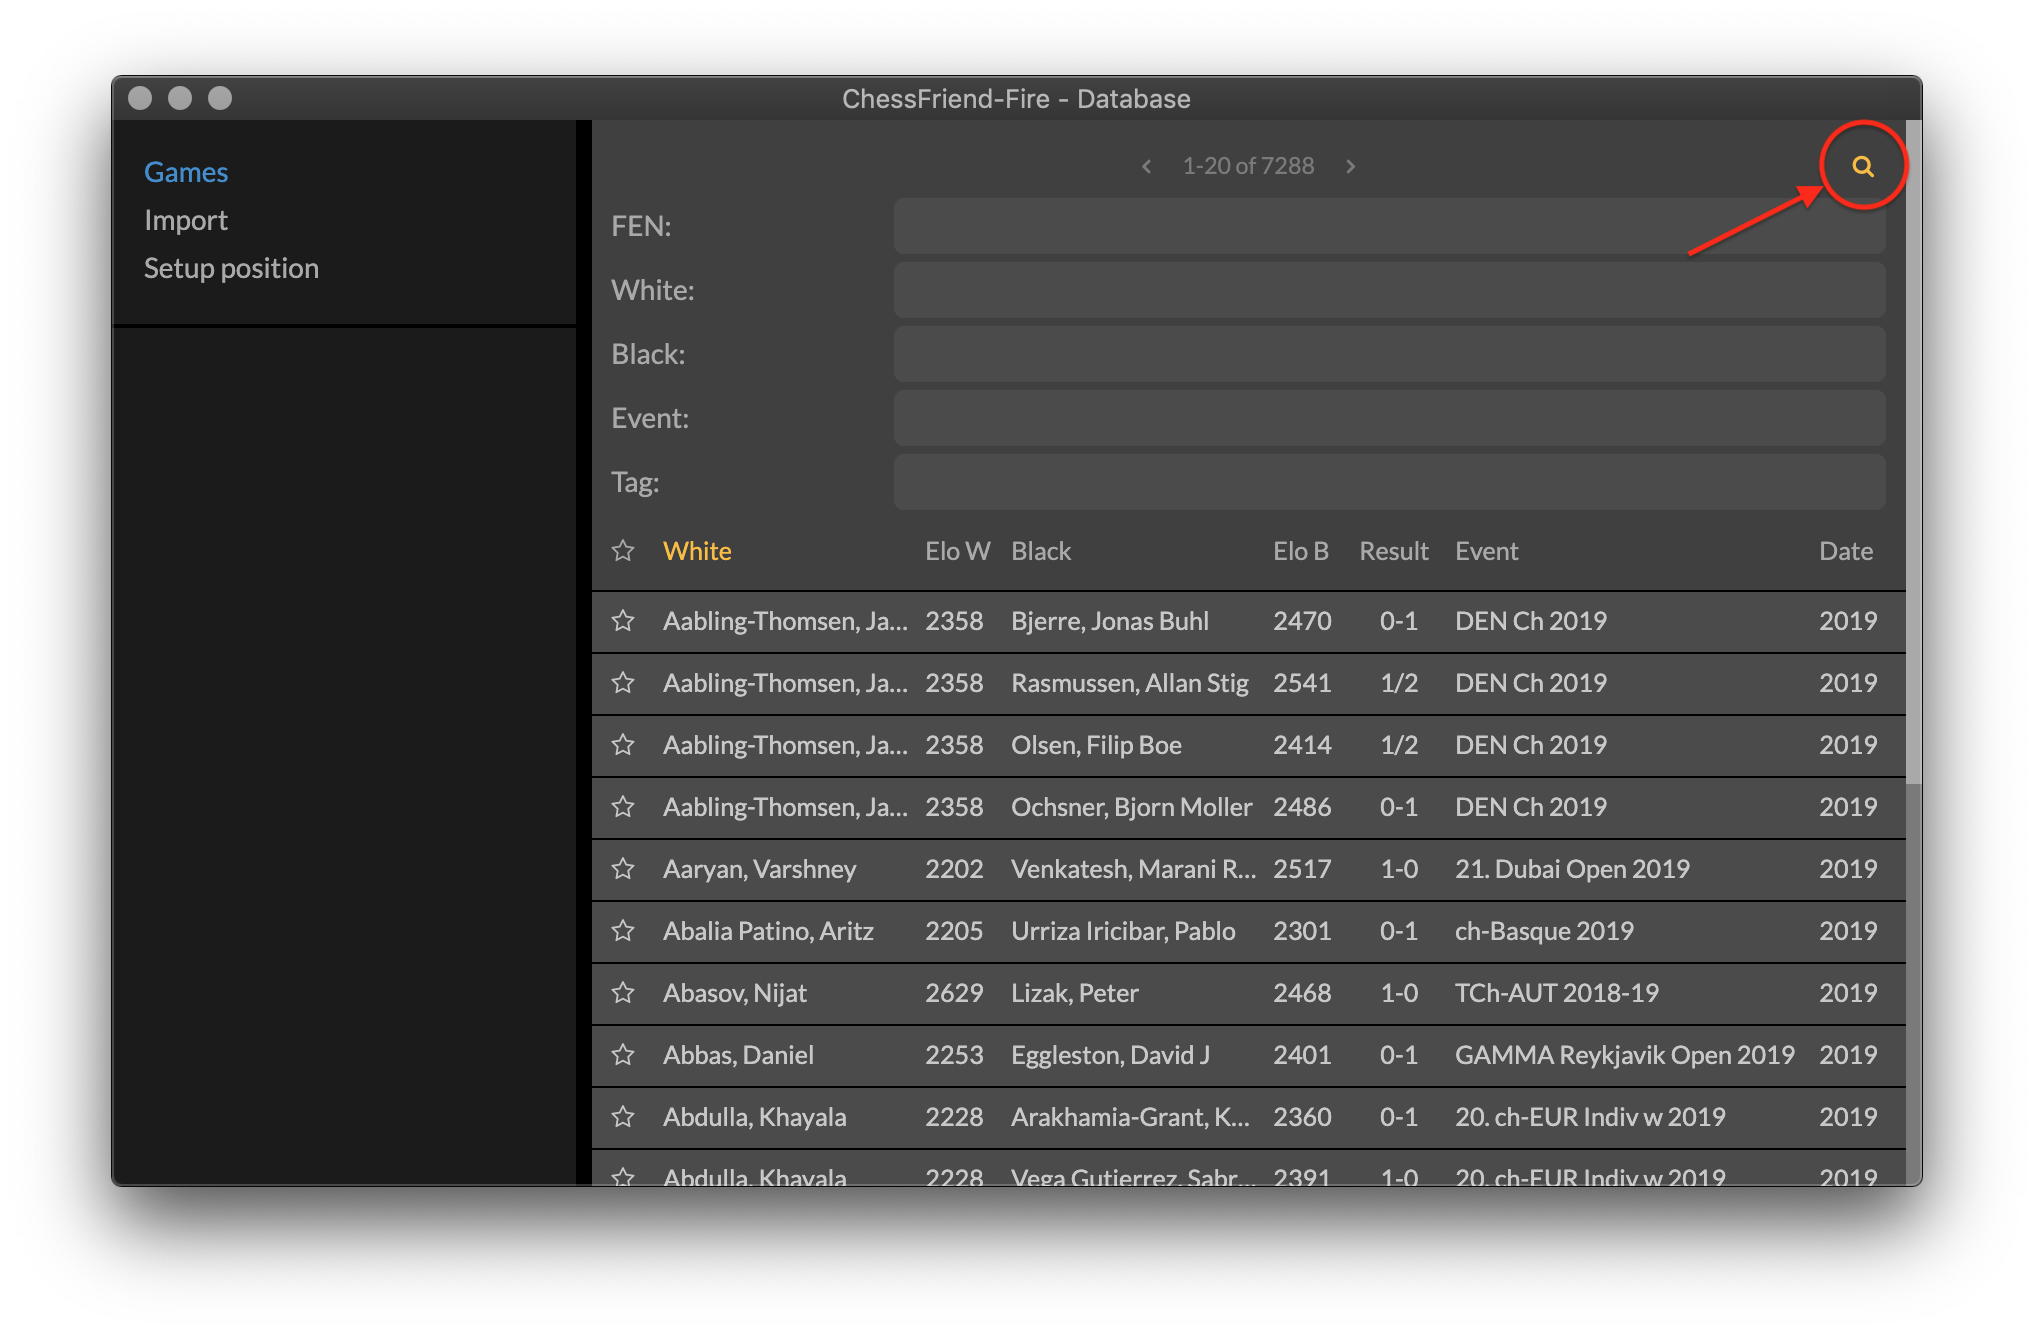 ChessFriend-Fire - Database
Games
Import
Setup position
1-20 of 7288
FEN:
White:
Black:
Event:
Tag:
White Elo W Black Elo B Result Event Date
Aabling-Thomsen, Ja... 2358 Bjerre, Jonas Buhl 2470 0-1 DEN Ch 2019 2019
Aabling-Thomsen, Ja... 2358 Rasmussen, Allan Stig 2541 1/2 DEN Ch 2019 2019
Aabling-Thomsen, Ja... 2358 Olsen, Filip Boe 2414 1/2 DEN Ch 2019 2019
Aabling-Thomsen, Ja... 2358 Ochsner, Bjorn Moller 2486 0-1 DEN Ch 2019 2019
Aaryan, Varshney 2202 Venkatesh, Marani R... 2517 1-0 21. Dubai Open 2019 2019
Abalia Patino, Aritz 2205 Urriza Iricibar, Pablo 2301 0-1 ch-Basque 2019 2019
Abasov, Nijat 2629 Lizak, Peter 2468 1-0 TCh-AUT 2018-19 2019
Abbas, Daniel 2253 Eggleston, David J 2401 0-1 GAMMA Reykjavik Open 2019 2019
Abdulla, Khayala 2228 Arakhamia-Grant, K... 2360 0-1 20. ch-EUR Indiv w 2019 2019
Abdulla, Khayala 2228 Vega Gutierrez, Sabr... 2391 1-0 20. ch-EUR Indiv w 2019 2019